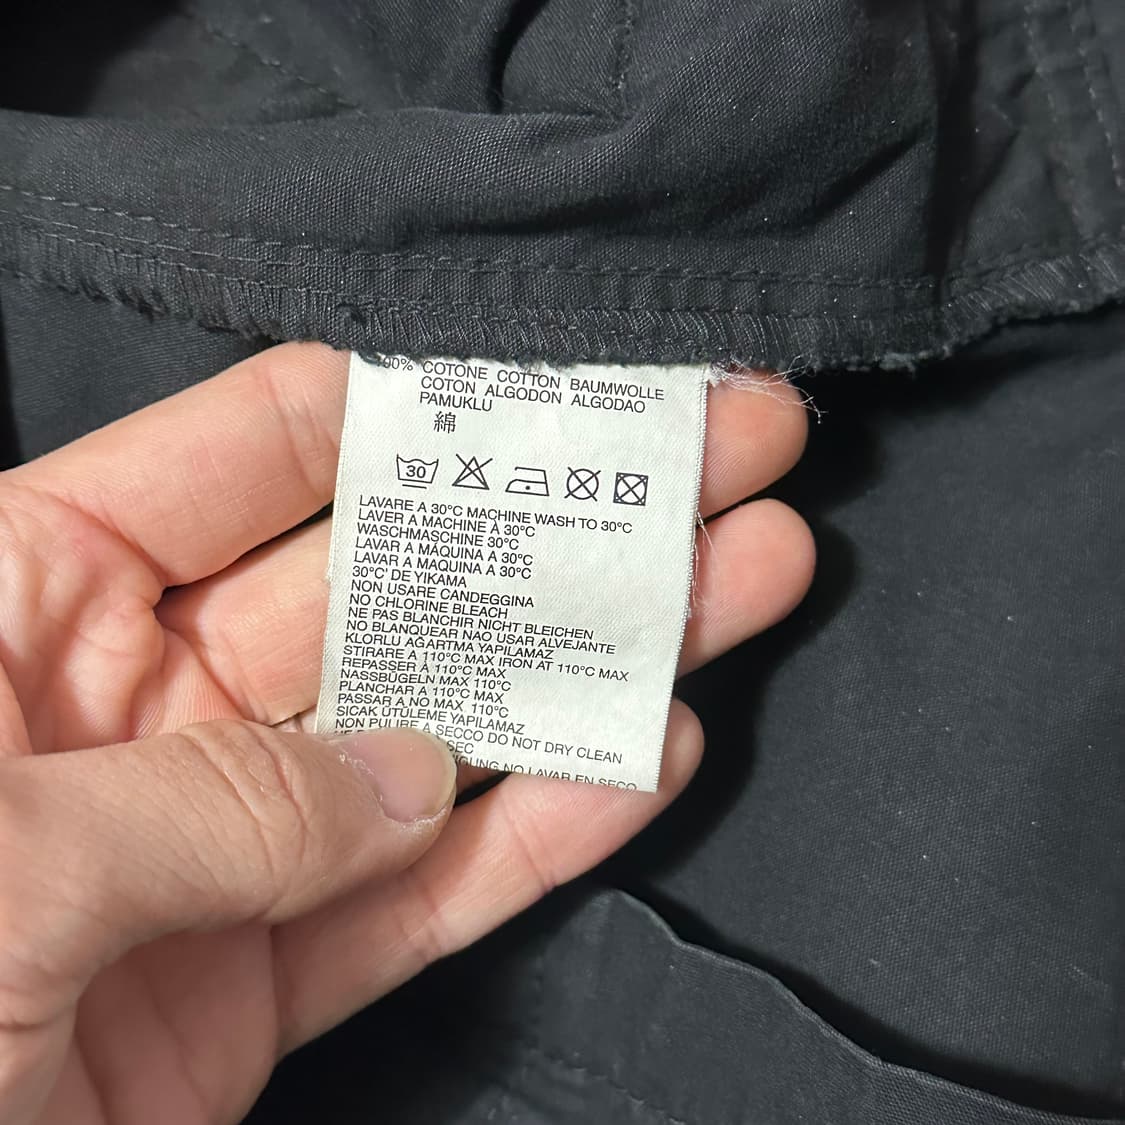 100% COTONE COTTON BAUMWOLLE
COTON ALGODON ALGODAO
PAMUKLU
綿
30
LAVARE A 30°C MACHINE WASH TO 30°C
LAVER A MACHINE À 30°C
WASCHMASCHINE 30°C
LAVAR A MÁQUINA A 30°C
LAVAR A MAQUINA A 30°C
30°C' DE YIKAMA
NON USARE CANDEGGINA
NO CHLORINE BLEACH
NE PAS BLANCHIR NICHT BLEICHEN
NO BLANQUEAR NAO USAR ALVEJANTE
KLORLU AĞARTMA YAPILAMAZ
STIRARE A 110°C MAX IRON AT 110°C MAX
REPASSER À 110°C MAX
NASSBÜGELN MAX 110°C
PLANCHAR A 110°C MAX
PASSAR A NO MAX. 110°C
SICAK ÜTÜLEME YAPILAMAZ
NON PULIRE A SECCO DO NOT DRY CLEAN
SEC
NO LAVAR EN SECO